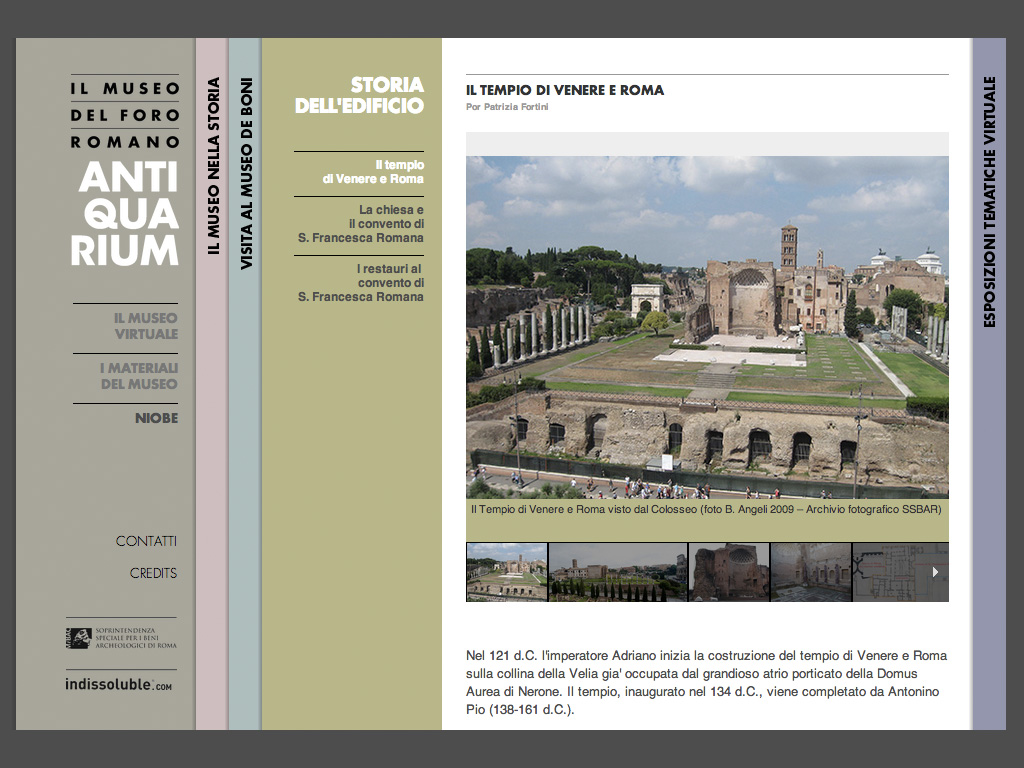 IL MUSEO
DEL FORO
ROMANO
ANTI
QUA
RIUM
IL MUSEO
VIRTUALE
I MATERIALI
DEL MUSEO
NIOBE
CONTATTI
CREDITS
SOPRINTENDENZA
SPECIALE PER I BENI
ARCHEOLOGICI DI ROMA
indissoluble.COM
IL MUSEO NELLA STORIA
VISITA AL MUSEO DE BONI
STORIA
DELL'EDIFICIO
Il tempio
di Venere e Roma
La chiesa e
il convento di
S. Francesca Romana
I restauri al
convento di
S. Francesca Romana
IL TEMPIO DI VENERE E ROMA
Por Patrizia Fortini
Il Tempio di Venere e Roma visto dal Colosseo (foto B. Angeli 2009 – Archivio fotografico SSBAR)
Nel 121 d.C. l'imperatore Adriano inizia la costruzione del tempio di Venere e Roma
sulla collina della Velia gia' occupata dal grandioso atrio porticato della Domus
Aurea di Nerone. Il tempio, inaugurato nel 134 d.C., viene completato da Antonino
Pio (138-161 d.C.).
ESPOSIZIONI TEMATICHE VIRTUALE